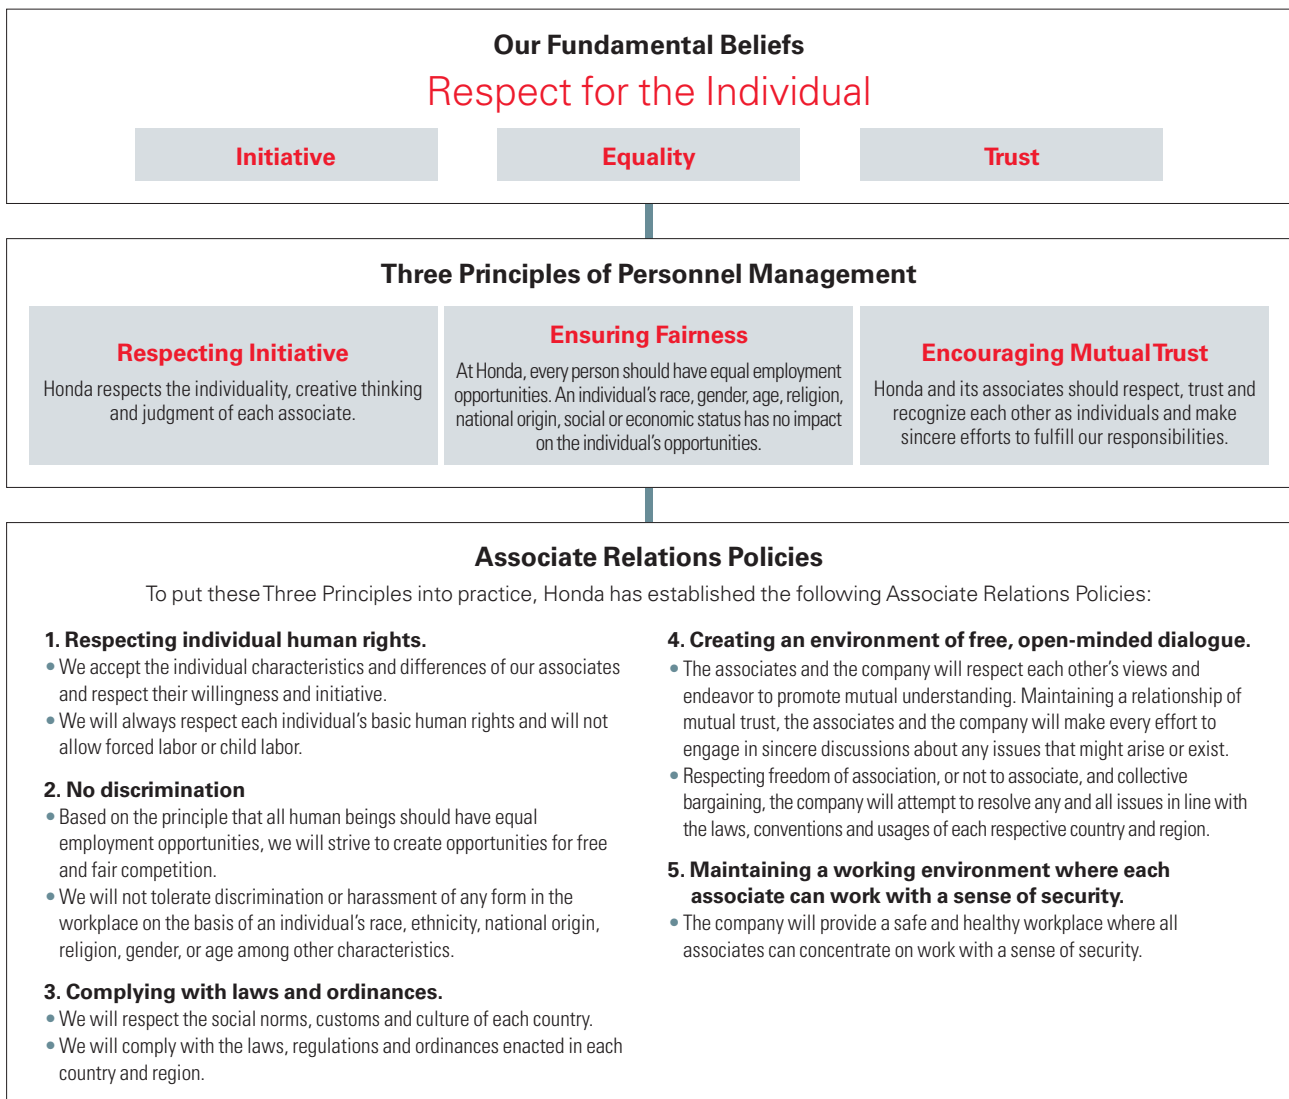 Our Fundamental Beliefs
Respect for the Individual
Initiative
Equality
Trust
Three Principles of Personnel Management
Respecting Initiative
Honda respects the individuality, creative thinking
and judgment of each associate.
Ensuring Fairness
At Honda, every person should have equal employment
opportunities. An individual's race, gender, age, religion,
national origin, social or economic status has no impact
on the individual's opportunities.
Encouraging Mutual Trust
Honda and its associates should respect, trust and
recognize each other as individuals and make
sincere efforts to fulfill our responsibilities.
Associate Relations Policies
To put these Three Principles into practice, Honda has established the following Associate Relations Policies:
1. Respecting individual human rights.
• We accept the individual characteristics and differences of our associates
and respect their willingness and initiative.
• We will always respect each individual's basic human rights and will not
allow forced labor or child labor.
2. No discrimination
• Based on the principle that all human beings should have equal
employment opportunities, we will strive to create opportunities for free
and fair competition.
• We will not tolerate discrimination or harassment of any form in the
workplace on the basis of an individual's race, ethnicity, national origin,
religion, gender, or age among other characteristics.
3. Complying with laws and ordinances.
• We will respect the social norms, customs and culture of each country.
• We will comply with the laws, regulations and ordinances enacted in each
country and region.
4. Creating an environment of free, open-minded dialogue.
• The associates and the company will respect each other's views and
endeavor to promote mutual understanding. Maintaining a relationship of
mutual trust, the associates and the company will make every effort to
engage in sincere discussions about any issues that might arise or exist.
• Respecting freedom of association, or not to associate, and collective
bargaining, the company will attempt to resolve any and all issues in line with
the laws, conventions and usages of each respective country and region.
5. Maintaining a working environment where each
associate can work with a sense of security.
• The company will provide a safe and healthy workplace where all
associates can concentrate on work with a sense of security.